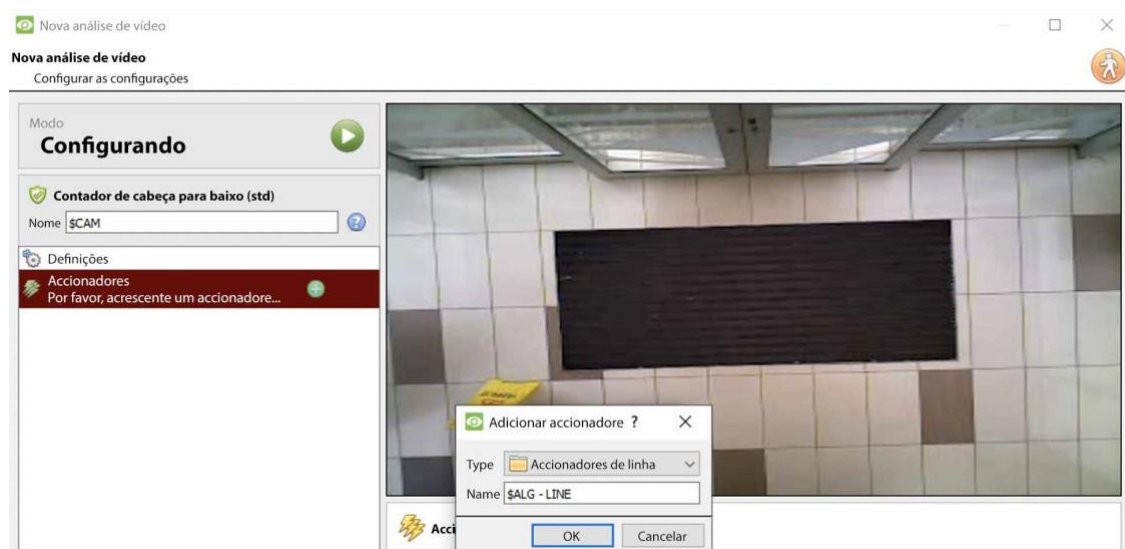 Nova análise de vídeo
Nova análise de vídeo
Configurar as configurações
Modo
Configurando
Contador de cabeça para baixo (std)
Nome $CAM
Definições
Accionadores
Por favor, acrescente um accionadore...
Adicionar accionadore ?
Type Accionadores de linha
Name $ALG - LINE
Acci
OK Cancelar